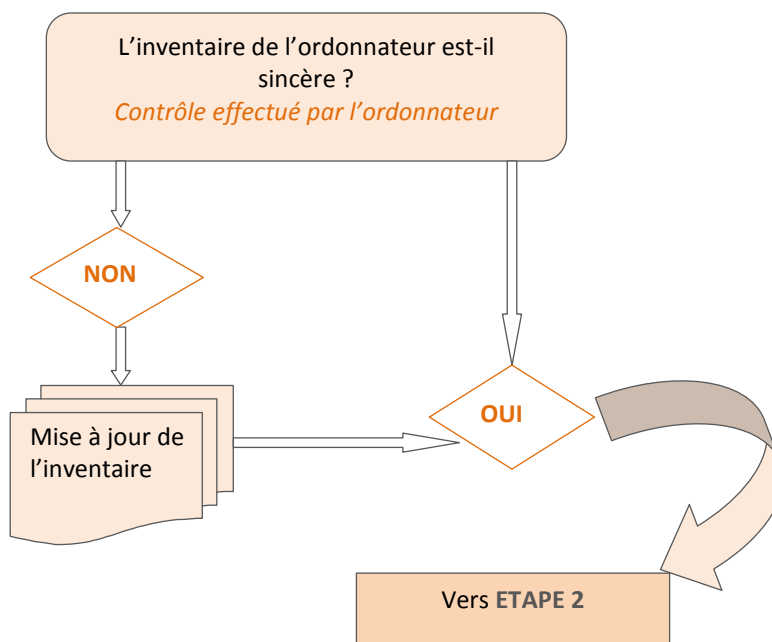 L’inventaire de l’ordonnateur est-il
sincère ?
Contrôle effectué par l’ordonnateur
NON
OUI
Mise à jour de
l’inventaire
Vers ETAPE 2